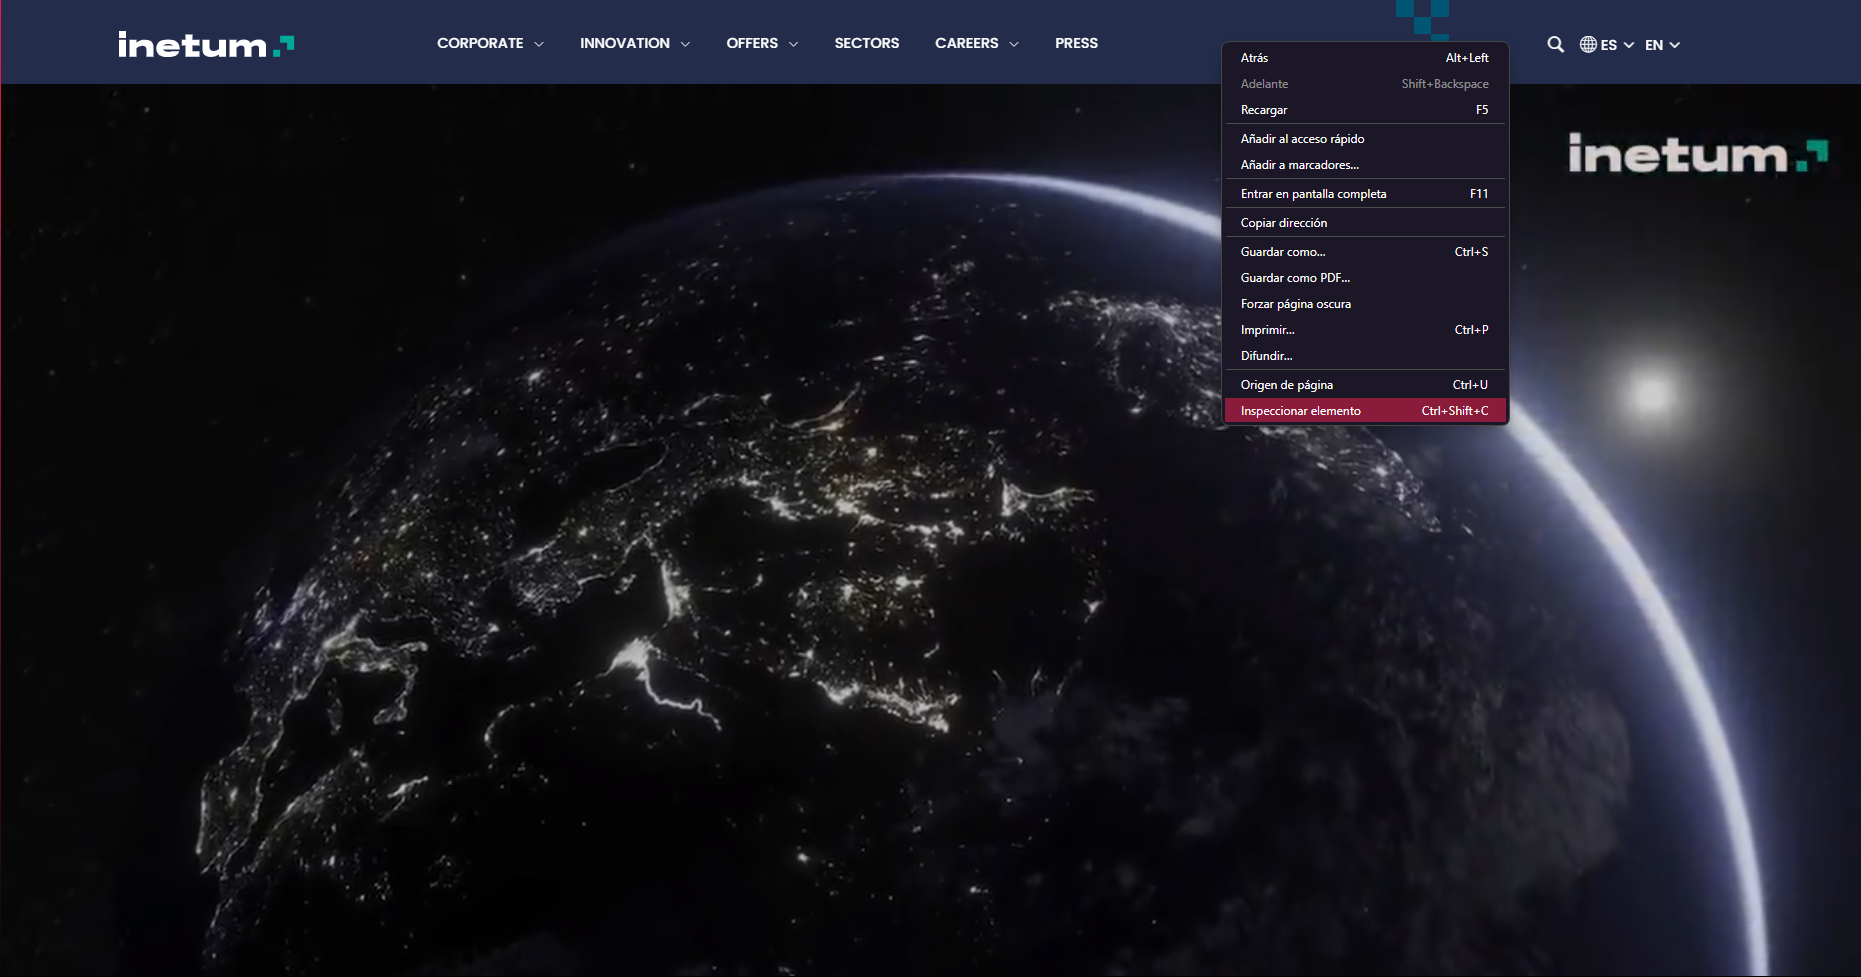 inetum
CORPORATE
INNOVATION
OFFERS
SECTORS
CAREERS
PRESS
ES
EN
Atrás Alt+Left
Adelante Shift+Backspace
Recargar F5
Añadir al acceso rápido
Añadir a marcadores...
Entrar en pantalla completa F11
Copiar dirección
Guardar como... Ctrl+S
Guardar como PDF...
Forzar página oscura
Imprimir... Ctrl+P
Difundir...
Origen de página Ctrl+U
Inspeccionar elemento Ctrl+Shift+C
inetum